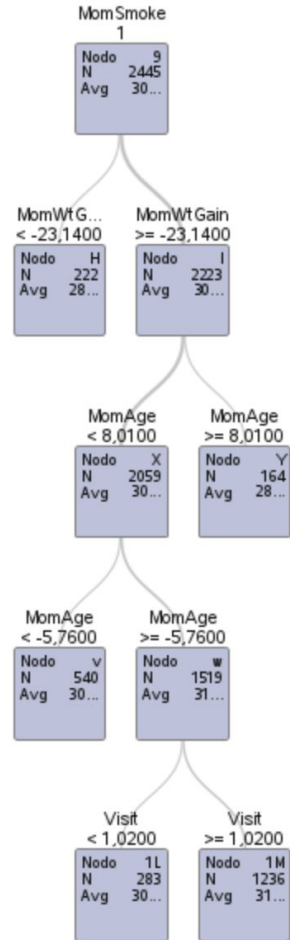 MomSmoke
1
Nodo 9
N 2445
Avg 30...
MomWtG... MomWtGain
< -23,1400 >= -23,1400
Nodo H Nodo I
N 222 N 2223
Avg 28... Avg 30...
MomAge MomAge
< 8,0100 >= 8,0100
Nodo X Nodo Y
N 2059 N 164
Avg 30... Avg 28...
MomAge MomAge
< -5,7600 >= -5,7600
Nodo v Nodo w
N 540 N 1519
Avg 30... Avg 31...
Visit Visit
< 1,0200 >= 1,0200
Nodo 1L Nodo 1M
N 283 N 1236
Avg 30... Avg 31...